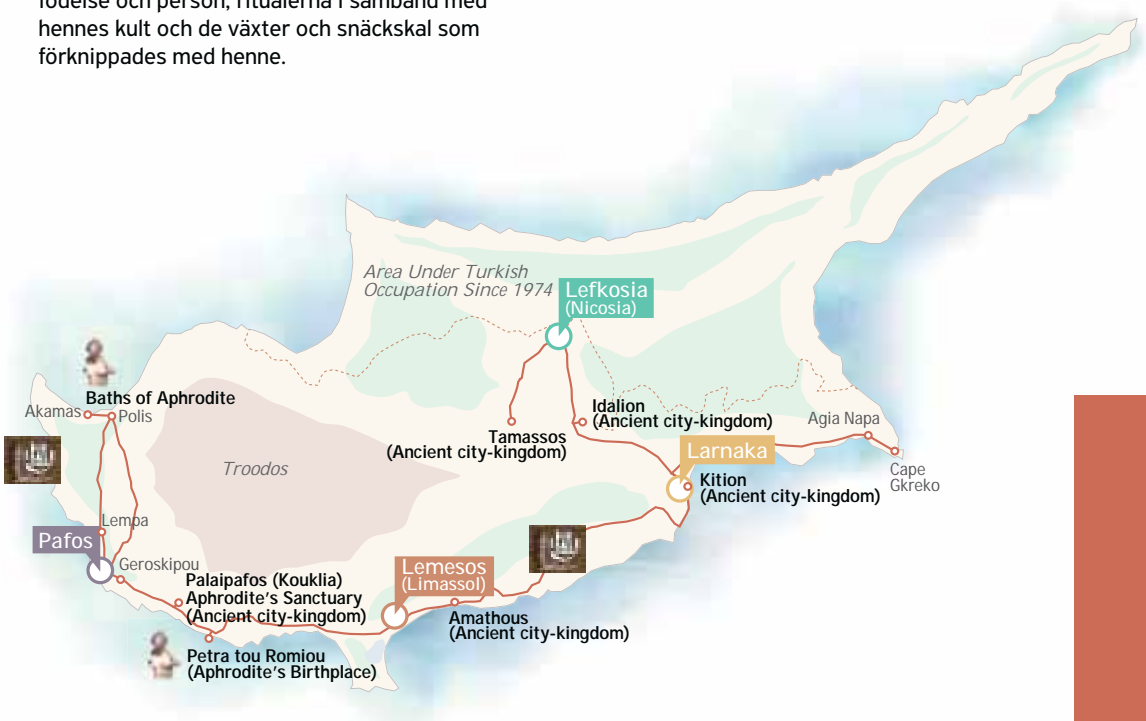 födelse och person, ritualerna i samband med
hennes kult och de växter och snäckskal som
förknippades med henne.
Area Under Turkish
Occupation Since 1974
Lefkosia
(Nicosia)
Baths of Aphrodite
Akamas
Polis
Idalion
(Ancient city-kingdom)
Agia Napa
Tamassos
(Ancient city-kingdom)
Troodos
Larnaka
Cape
Gkreko
Kition
(Ancient city-kingdom)
Lempa
Pafos
Geroskipou
Lemesos
(Limassol)
Palaipafos (Kouklia)
Aphrodite's Sanctuary
(Ancient city-kingdom)
Amathous
(Ancient city-kingdom)
Petra tou Romiou
(Aphrodite's Birthplace)